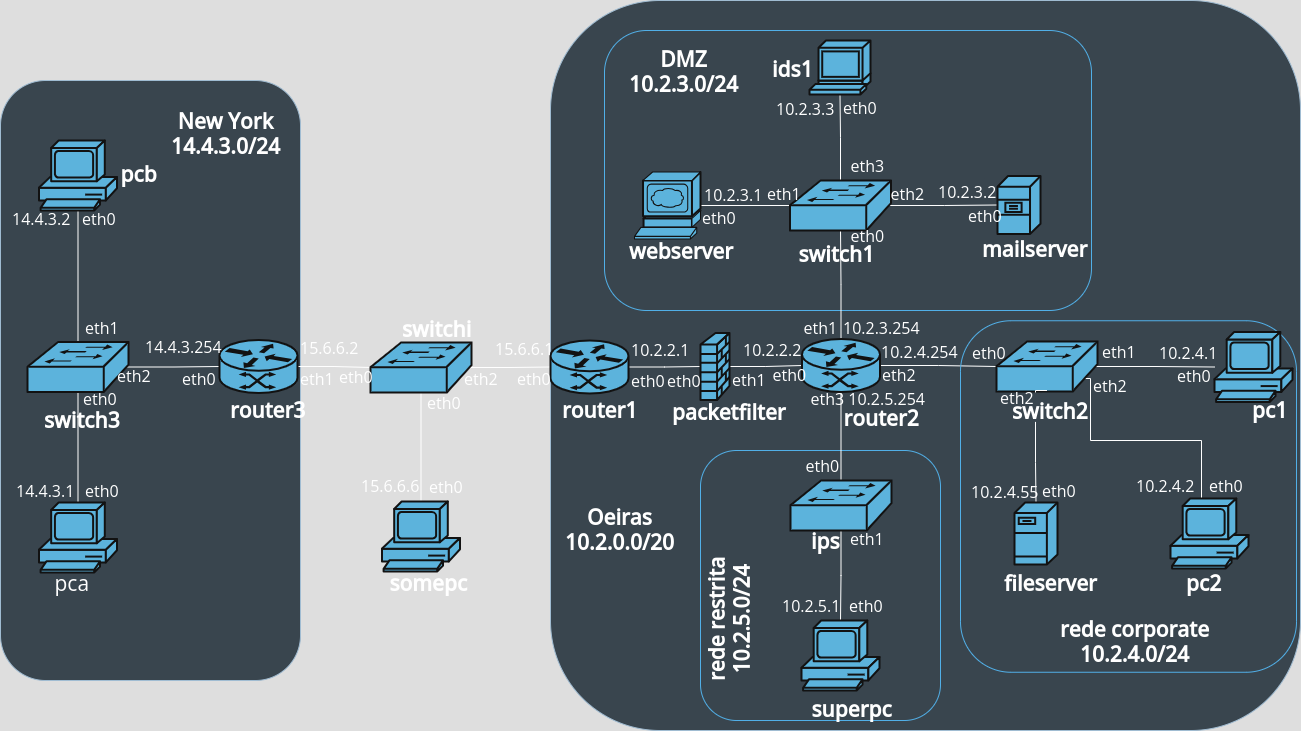 New York
14.4.3.0/24
pcb
14.4.3.2
eth0
eth1
14.4.3.254
eth2
eth0
switch3
eth0
router3
14.4.3.1
eth0
pca
15.6.6.2
eth1
switchi
eth0
eth2
eth0
15.6.6.1
eth0
15.6.6.6
eth0
somepc
DMZ
10.2.3.0/24
ids1
10.2.3.3
eth0
eth3
10.2.3.1
eth1
eth0
webserver
eth2
10.2.3.2
eth0
mailserver
eth0
switch1
router1
10.2.2.1
eth0
eth0
packetfilter
eth1
10.2.2.2
eth0
eth1
10.2.3.254
10.2.4.254
eth2
eth3
10.2.5.254
router2
eth0
eth1
10.2.4.1
eth0
pc1
eth2
eth2
switch2
10.2.4.55
eth0
fileserver
10.2.4.2
eth0
pc2
rede corporate
10.2.4.0/24
Oeiras
10.2.0.0/20
eth0
ips
eth1
rede restrita
10.2.5.0/24
10.2.5.1
eth0
superpc